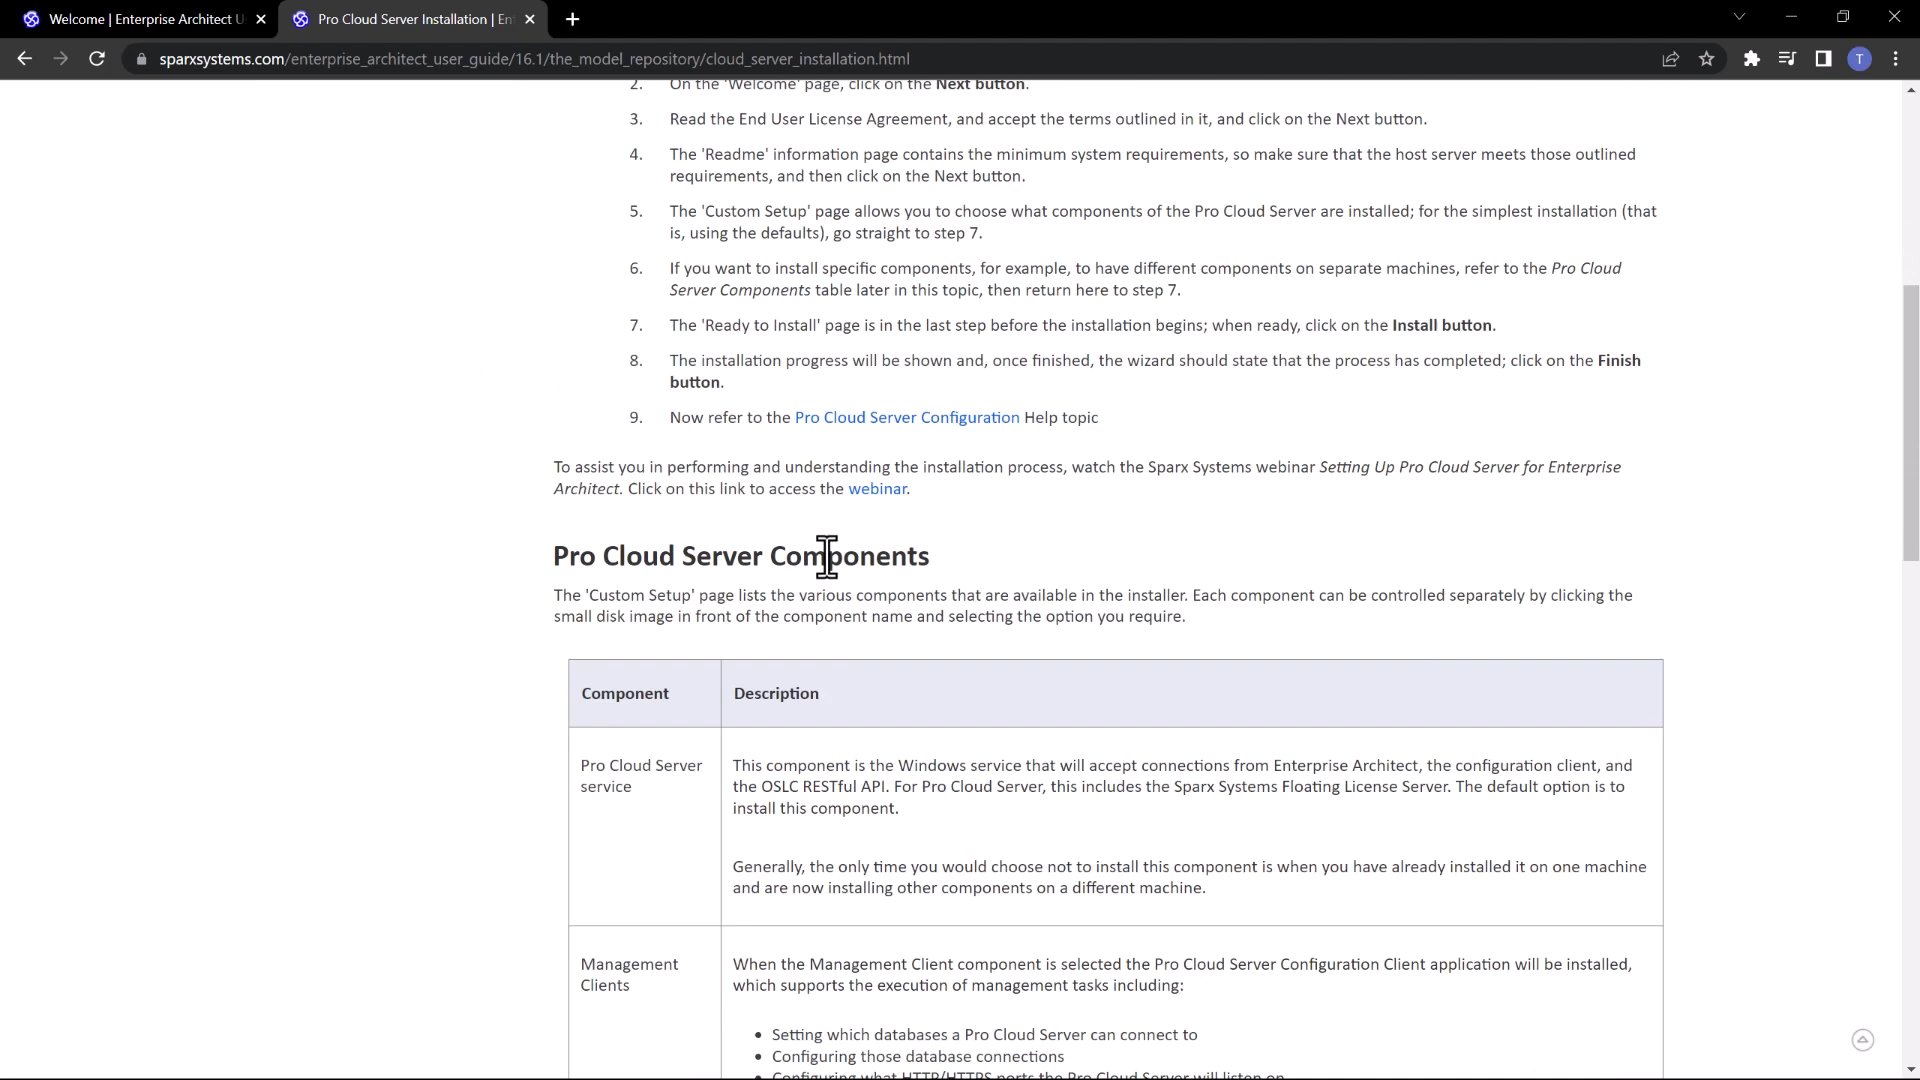 Welcome | Enterprise Architect U
Pro Cloud Server Installation | En
sparxsystems.com/enterprise_architect_user_guide/16.1/the_model_repository/cloud_server_installation.html
T
2. On the 'Welcome' page, click on the Next button.
3. Read the End User License Agreement, and accept the terms outlined in it, and click on the Next button.
4. The 'Readme' information page contains the minimum system requirements, so make sure that the host server meets those outlined
requirements, and then click on the Next button.
5. The 'Custom Setup' page allows you to choose what components of the Pro Cloud Server are installed; for the simplest installation (that
is, using the defaults), go straight to step 7.
6. If you want to install specific components, for example, to have different components on separate machines, refer to the Pro Cloud
Server Components table later in this topic, then return here to step 7.
7. The 'Ready to Install' page is in the last step before the installation begins; when ready, click on the Install button.
8. The installation progress will be shown and, once finished, the wizard should state that the process has completed; click on the Finish
button.
9. Now refer to the Pro Cloud Server Configuration Help topic
To assist you in performing and understanding the installation process, watch the Sparx Systems webinar Setting Up Pro Cloud Server for Enterprise
Architect. Click on this link to access the webinar.
Pro Cloud Server Components
The 'Custom Setup' page lists the various components that are available in the installer. Each component can be controlled separately by clicking the
small disk image in front of the component name and selecting the option you require.
Component Description
Pro Cloud Server
service
This component is the Windows service that will accept connections from Enterprise Architect, the configuration client, and
the OSLC RESTful API. For Pro Cloud Server, this includes the Sparx Systems Floating License Server. The default option is to
install this component.
Generally, the only time you would choose not to install this component is when you have already installed it on one machine
and are now installing other components on a different machine.
Management
Clients
When the Management Client component is selected the Pro Cloud Server Configuration Client application will be installed,
which supports the execution of management tasks including:
• Setting which databases a Pro Cloud Server can connect to
• Configuring those database connections
• Configuring what HTTP/HTTPS ports the Pro Cloud Server will listen on